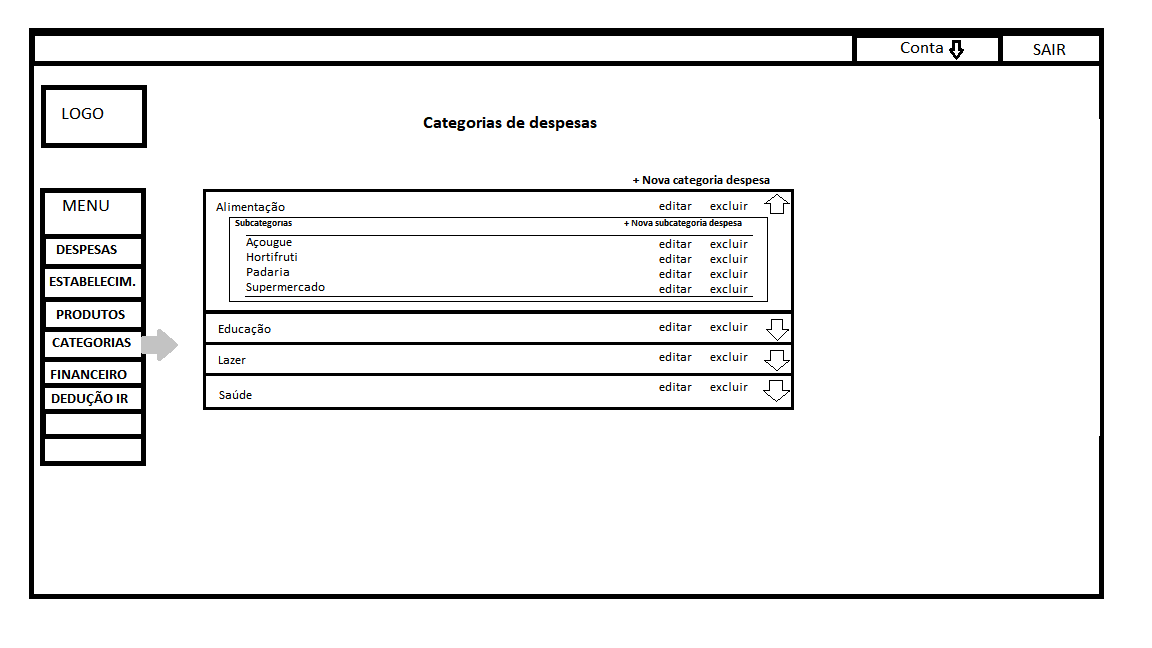 Conta SAIR
LOGO
Categorias de despesas
MENU
DESPESAS
ESTABELECIM.
PRODUTOS
CATEGORIAS
FINANCEIRO
DEDUÇÃO IR
+ Nova categoria despesa
Alimentação editar excluir
Subcategorias + Nova subcategoria despesa
Açougue editar excluir
Hortifruti editar excluir
Padaria editar excluir
Supermercado editar excluir
Educação editar excluir
Lazer editar excluir
Saúde editar excluir